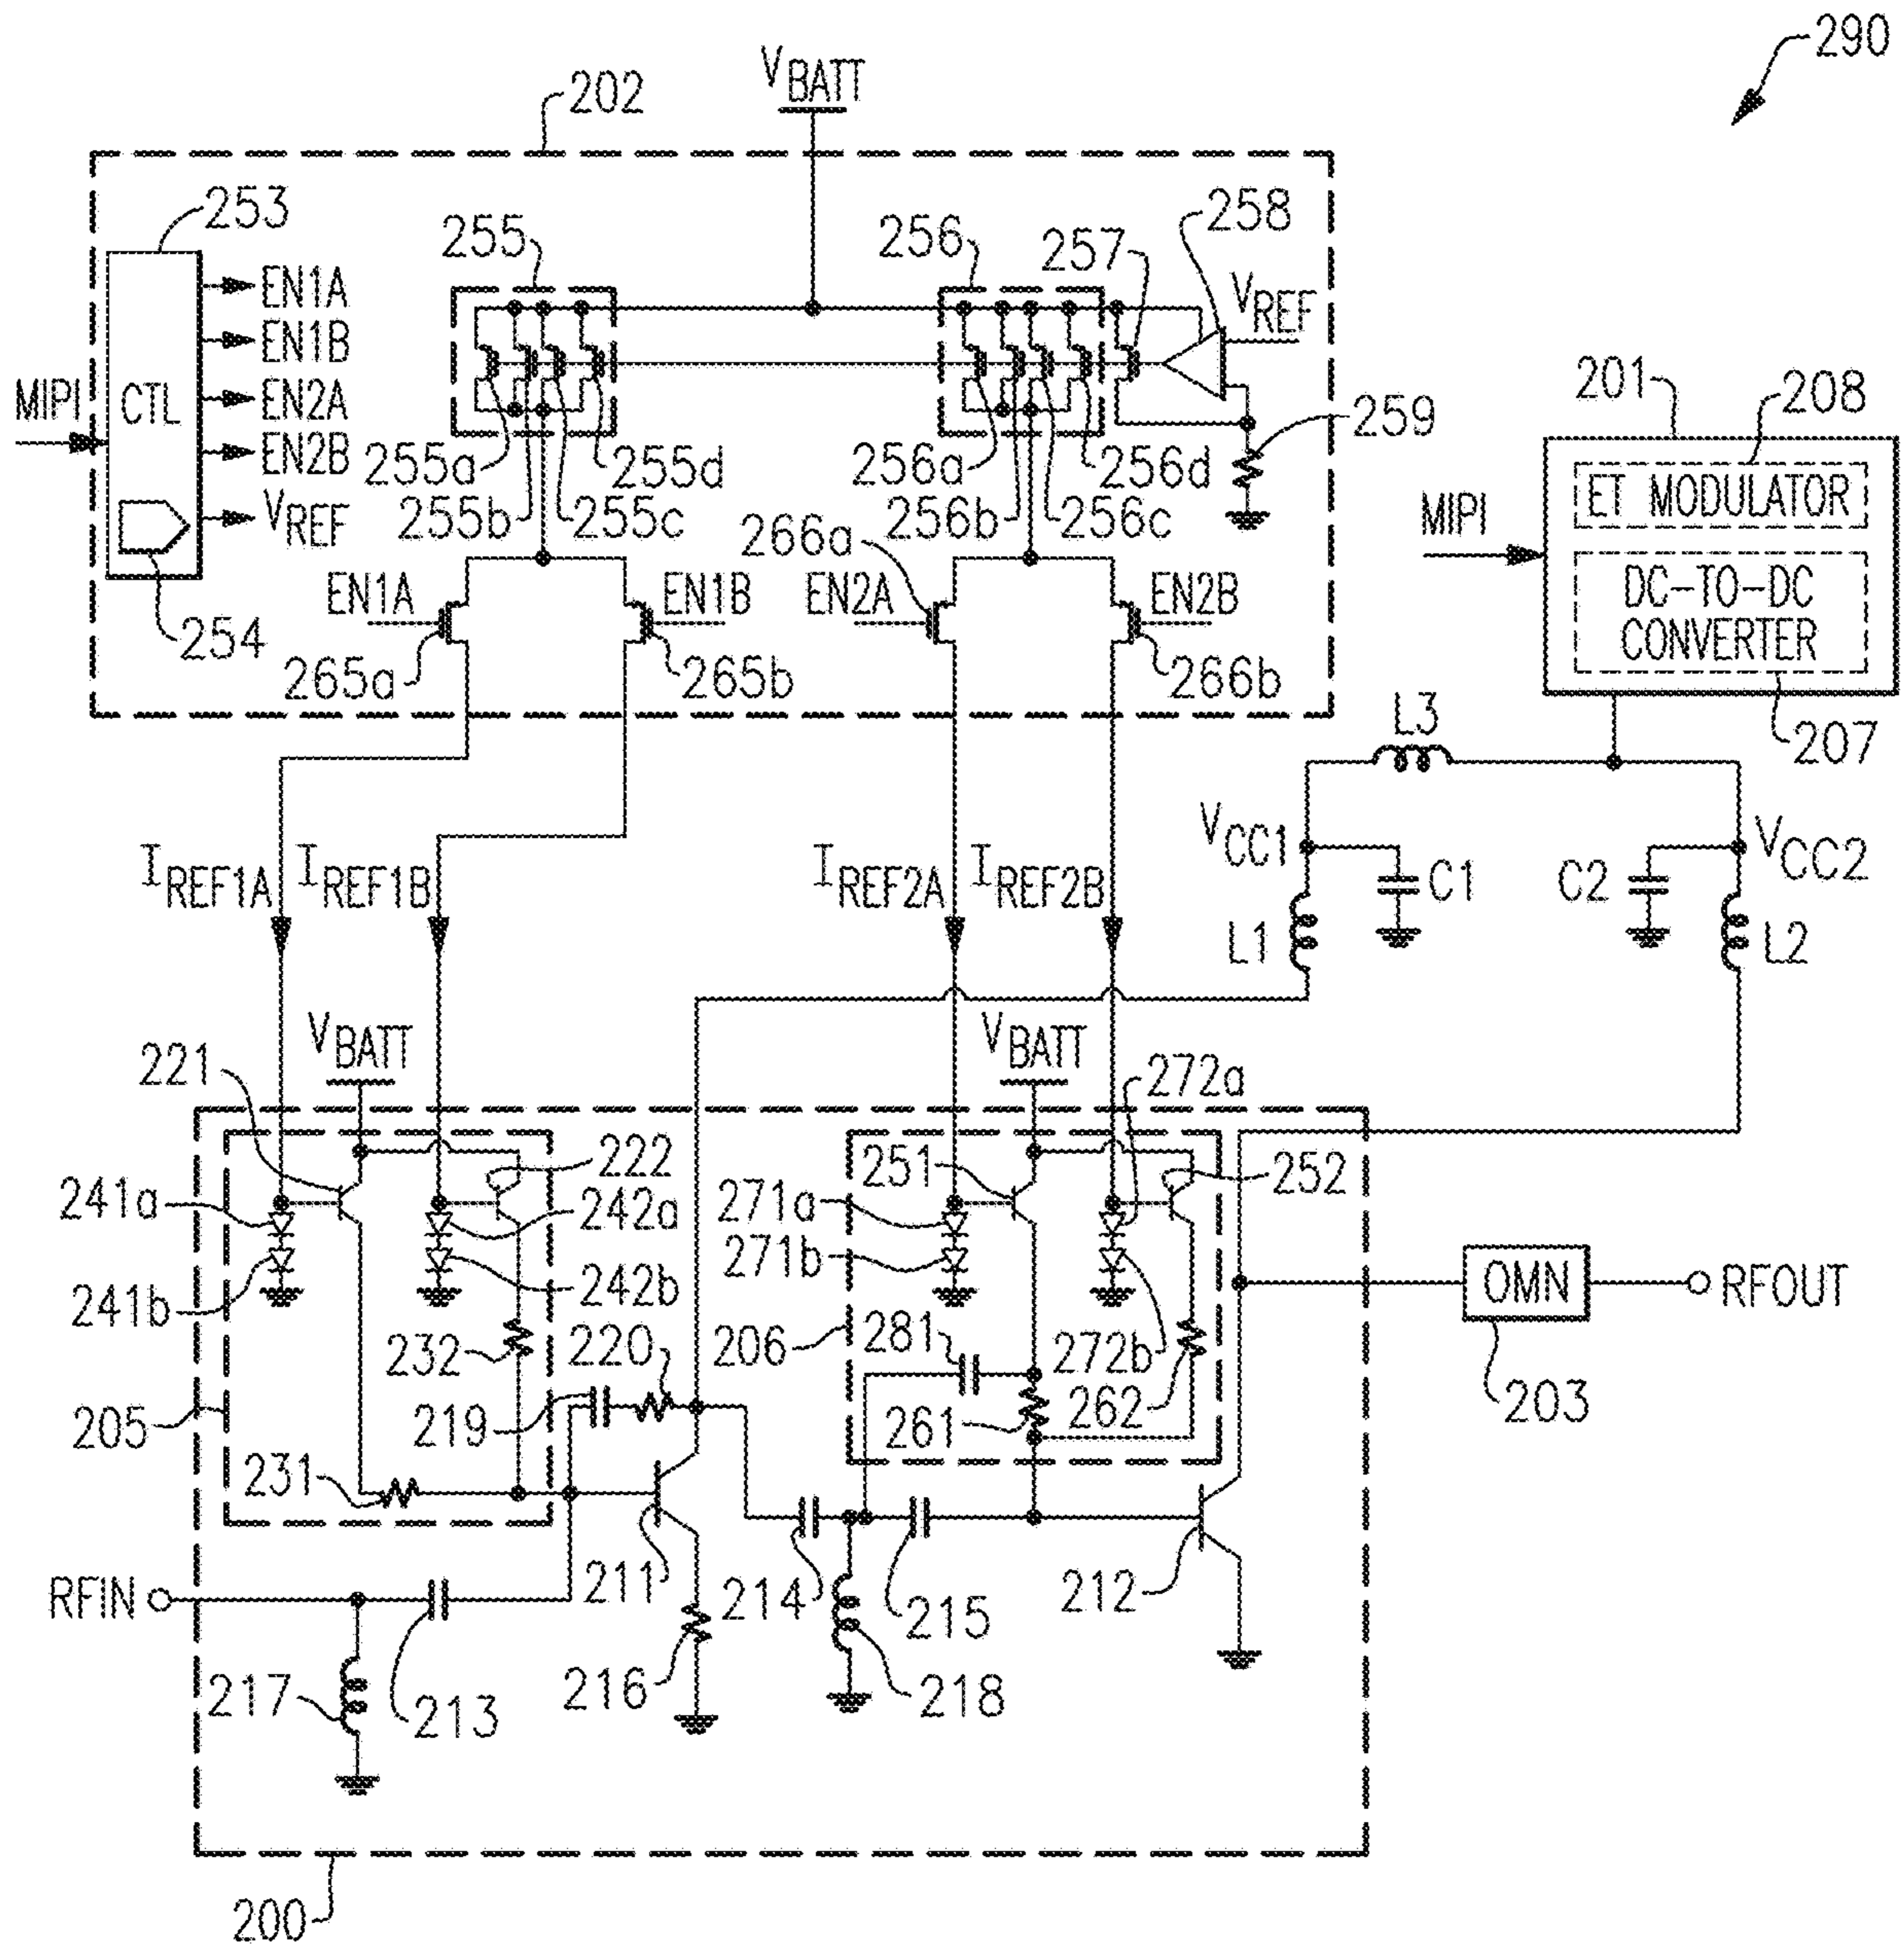 290
202
VBATT
253
255
256
257
258
VREF
EN1A
EN1B
EN2A
EN2B
VREF
MIPI
CTL
254
255a
255b
255c
255d
256a
256b
256c
256d
259
201
208
ET MODULATOR
MIPI
DC-TO-DC
CONVERTER
207
266a
EN1A
EN1B
EN2A
EN2B
265a
265b
266b
L3
VCC1
C1
C2
VCC2
L1
L2
IREF1A
IREF1B
IREF2A
IREF2B
VBATT
VBATT
221
222
272a
251
252
241a
241b
242a
242b
271a
271b
272b
232
220
281
206
262
261
219
205
231
OMN
RFOUT
203
211
214
215
212
RFIN
217
213
216
218
200